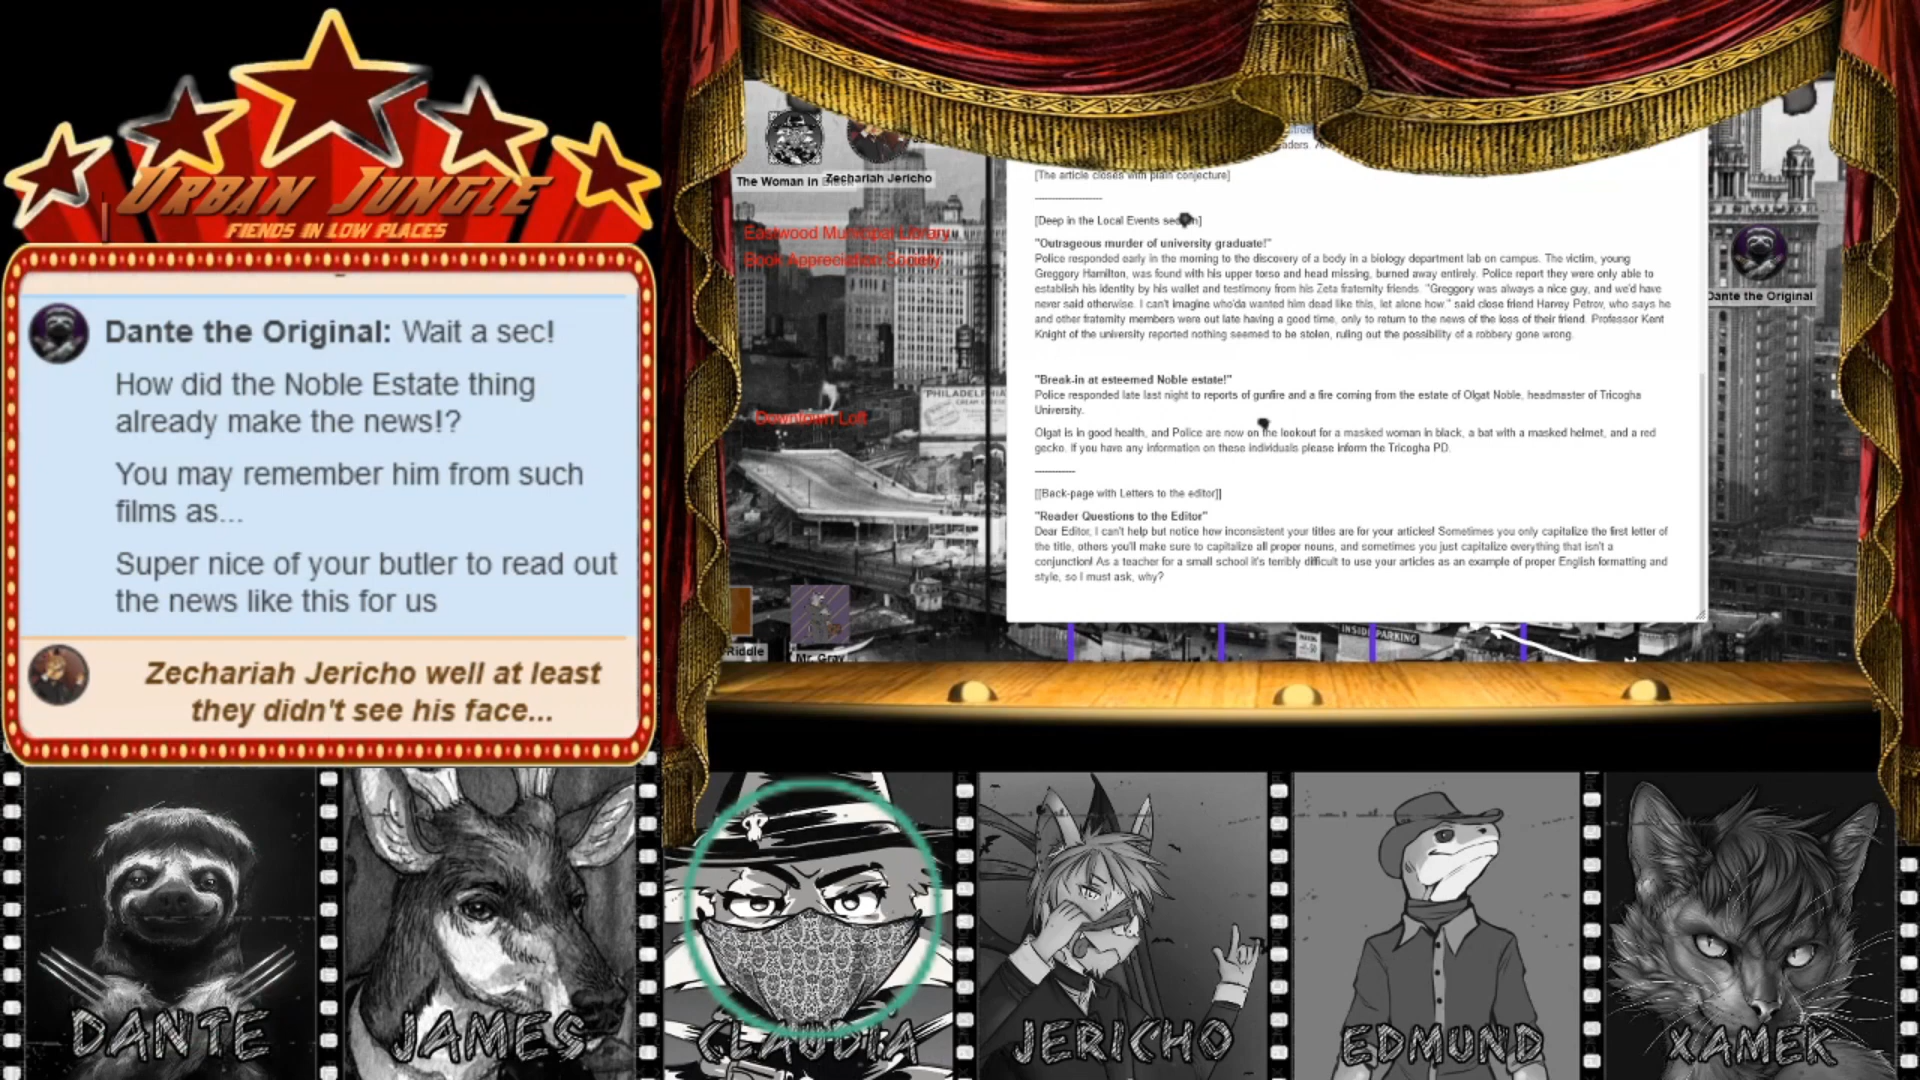 URBAN JUNGLE
FIENDS IN LOW PLACES
Dante the Original: Wait a sec!
How did the Noble Estate thing
already make the news!?
You may remember him from such
films as...
Super nice of your butler to read out
the news like this for us
Zechariah Jericho well at least
they didn't see his face...
The Woman in
Zechariah Jericho
Eastwood Municipal Library
Book Appreciation Society
Downtown Loft
PHILADELPHIA
Riddle
Mr. Gray
Dante the Original
INSIDE PARKING
[The article closes with plain conjecture]
--------------------
[Deep in the Local Events section]
"Outrageous murder of university graduate!"
Police responded early in the morning to the discovery of a body in a biology department lab on campus. The victim, young
Greggory Hamilton, was found with his upper torso and head missing, burned away entirely. Police report they were only able to
establish his identity by his wallet and testimony from his Zeta fraternity friends. "Greggory was always a nice guy, and we'd have
never said otherwise. I can't imagine who'da wanted him dead like this, let alone how." said close friend Harvey Petrov, who says he
and other fraternity members were out late having a good time, only to return to the news of the loss of their friend. Professor Kent
Knight of the university reported nothing seemed to be stolen, ruling out the possibility of a robbery gone wrong.
"Break-in at esteemed Noble estate!"
Police responded late last night to reports of gunfire and a fire coming from the estate of Olgat Noble, headmaster of Tricogha
University.
Olgat is in good health, and Police are now on the lookout for a masked woman in black, a bat with a masked helmet, and a red
gecko. If you have any information on these individuals please inform the Tricogha PD.
------------
[[Back-page with Letters to the editor]]
"Reader Questions to the Editor"
Dear Editor, I can't help but notice how inconsistent your titles are for your articles! Sometimes you only capitalize the first letter of
the title, others you'll make sure to capitalize all proper nouns, and sometimes you just capitalize everything that isn't a
conjunction! As a teacher for a small school it's terribly difficult to use your articles as an example of proper English formatting and
style, so I must ask, why?
DANTE
JAMES
CLAUDIA
JERICHO
EDMUND
XAMEK